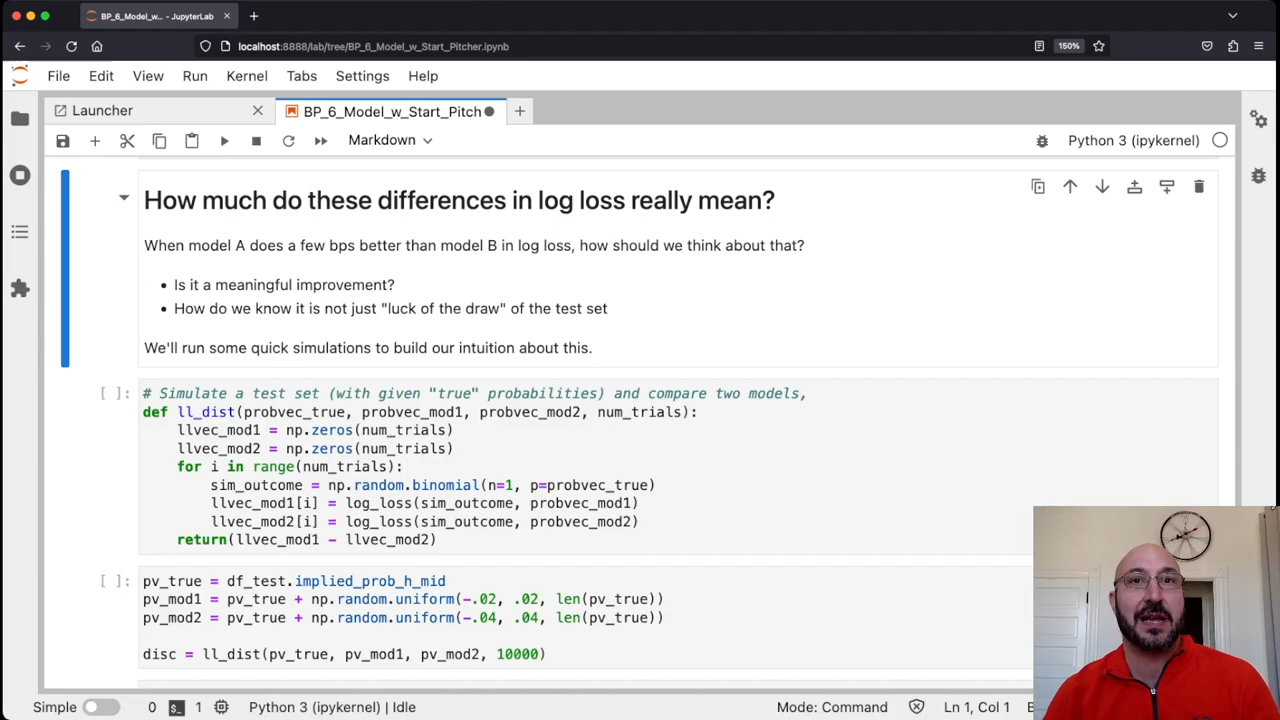 BP_6_Model_w… - JupyterLab
localhost:8888/lab/tree/BP_6_Model_w_Start_Pitcher.ipynb
150%
File Edit View Run Kernel Tabs Settings Help
Launcher
BP_6_Model_w_Start_Pitch
Markdown
Python 3 (ipykernel)
How much do these differences in log loss really mean?
When model A does a few bps better than model B in log loss, how should we think about that?
• Is it a meaningful improvement?
• How do we know it is not just "luck of the draw" of the test set
We'll run some quick simulations to build our intuition about this.
[ ]:
# Simulate a test set (with given "true" probabilities) and compare two models,
def ll_dist(probvec_true, probvec_mod1, probvec_mod2, num_trials):
llvec_mod1 = np.zeros(num_trials)
llvec_mod2 = np.zeros(num_trials)
for i in range(num_trials):
sim_outcome = np.random.binomial(n=1, p=probvec_true)
llvec_mod1[i] = log_loss(sim_outcome, probvec_mod1)
llvec_mod2[i] = log_loss(sim_outcome, probvec_mod2)
return(llvec_mod1 - llvec_mod2)
[ ]:
pv_true = df_test.implied_prob_h_mid
pv_mod1 = pv_true + np.random.uniform(-.02, .02, len(pv_true))
pv_mod2 = pv_true + np.random.uniform(-.04, .04, len(pv_true))
disc = ll_dist(pv_true, pv_mod1, pv_mod2, 10000)
Simple 0 1 Python 3 (ipykernel) | Idle
Mode: Command Ln 1, Col 1